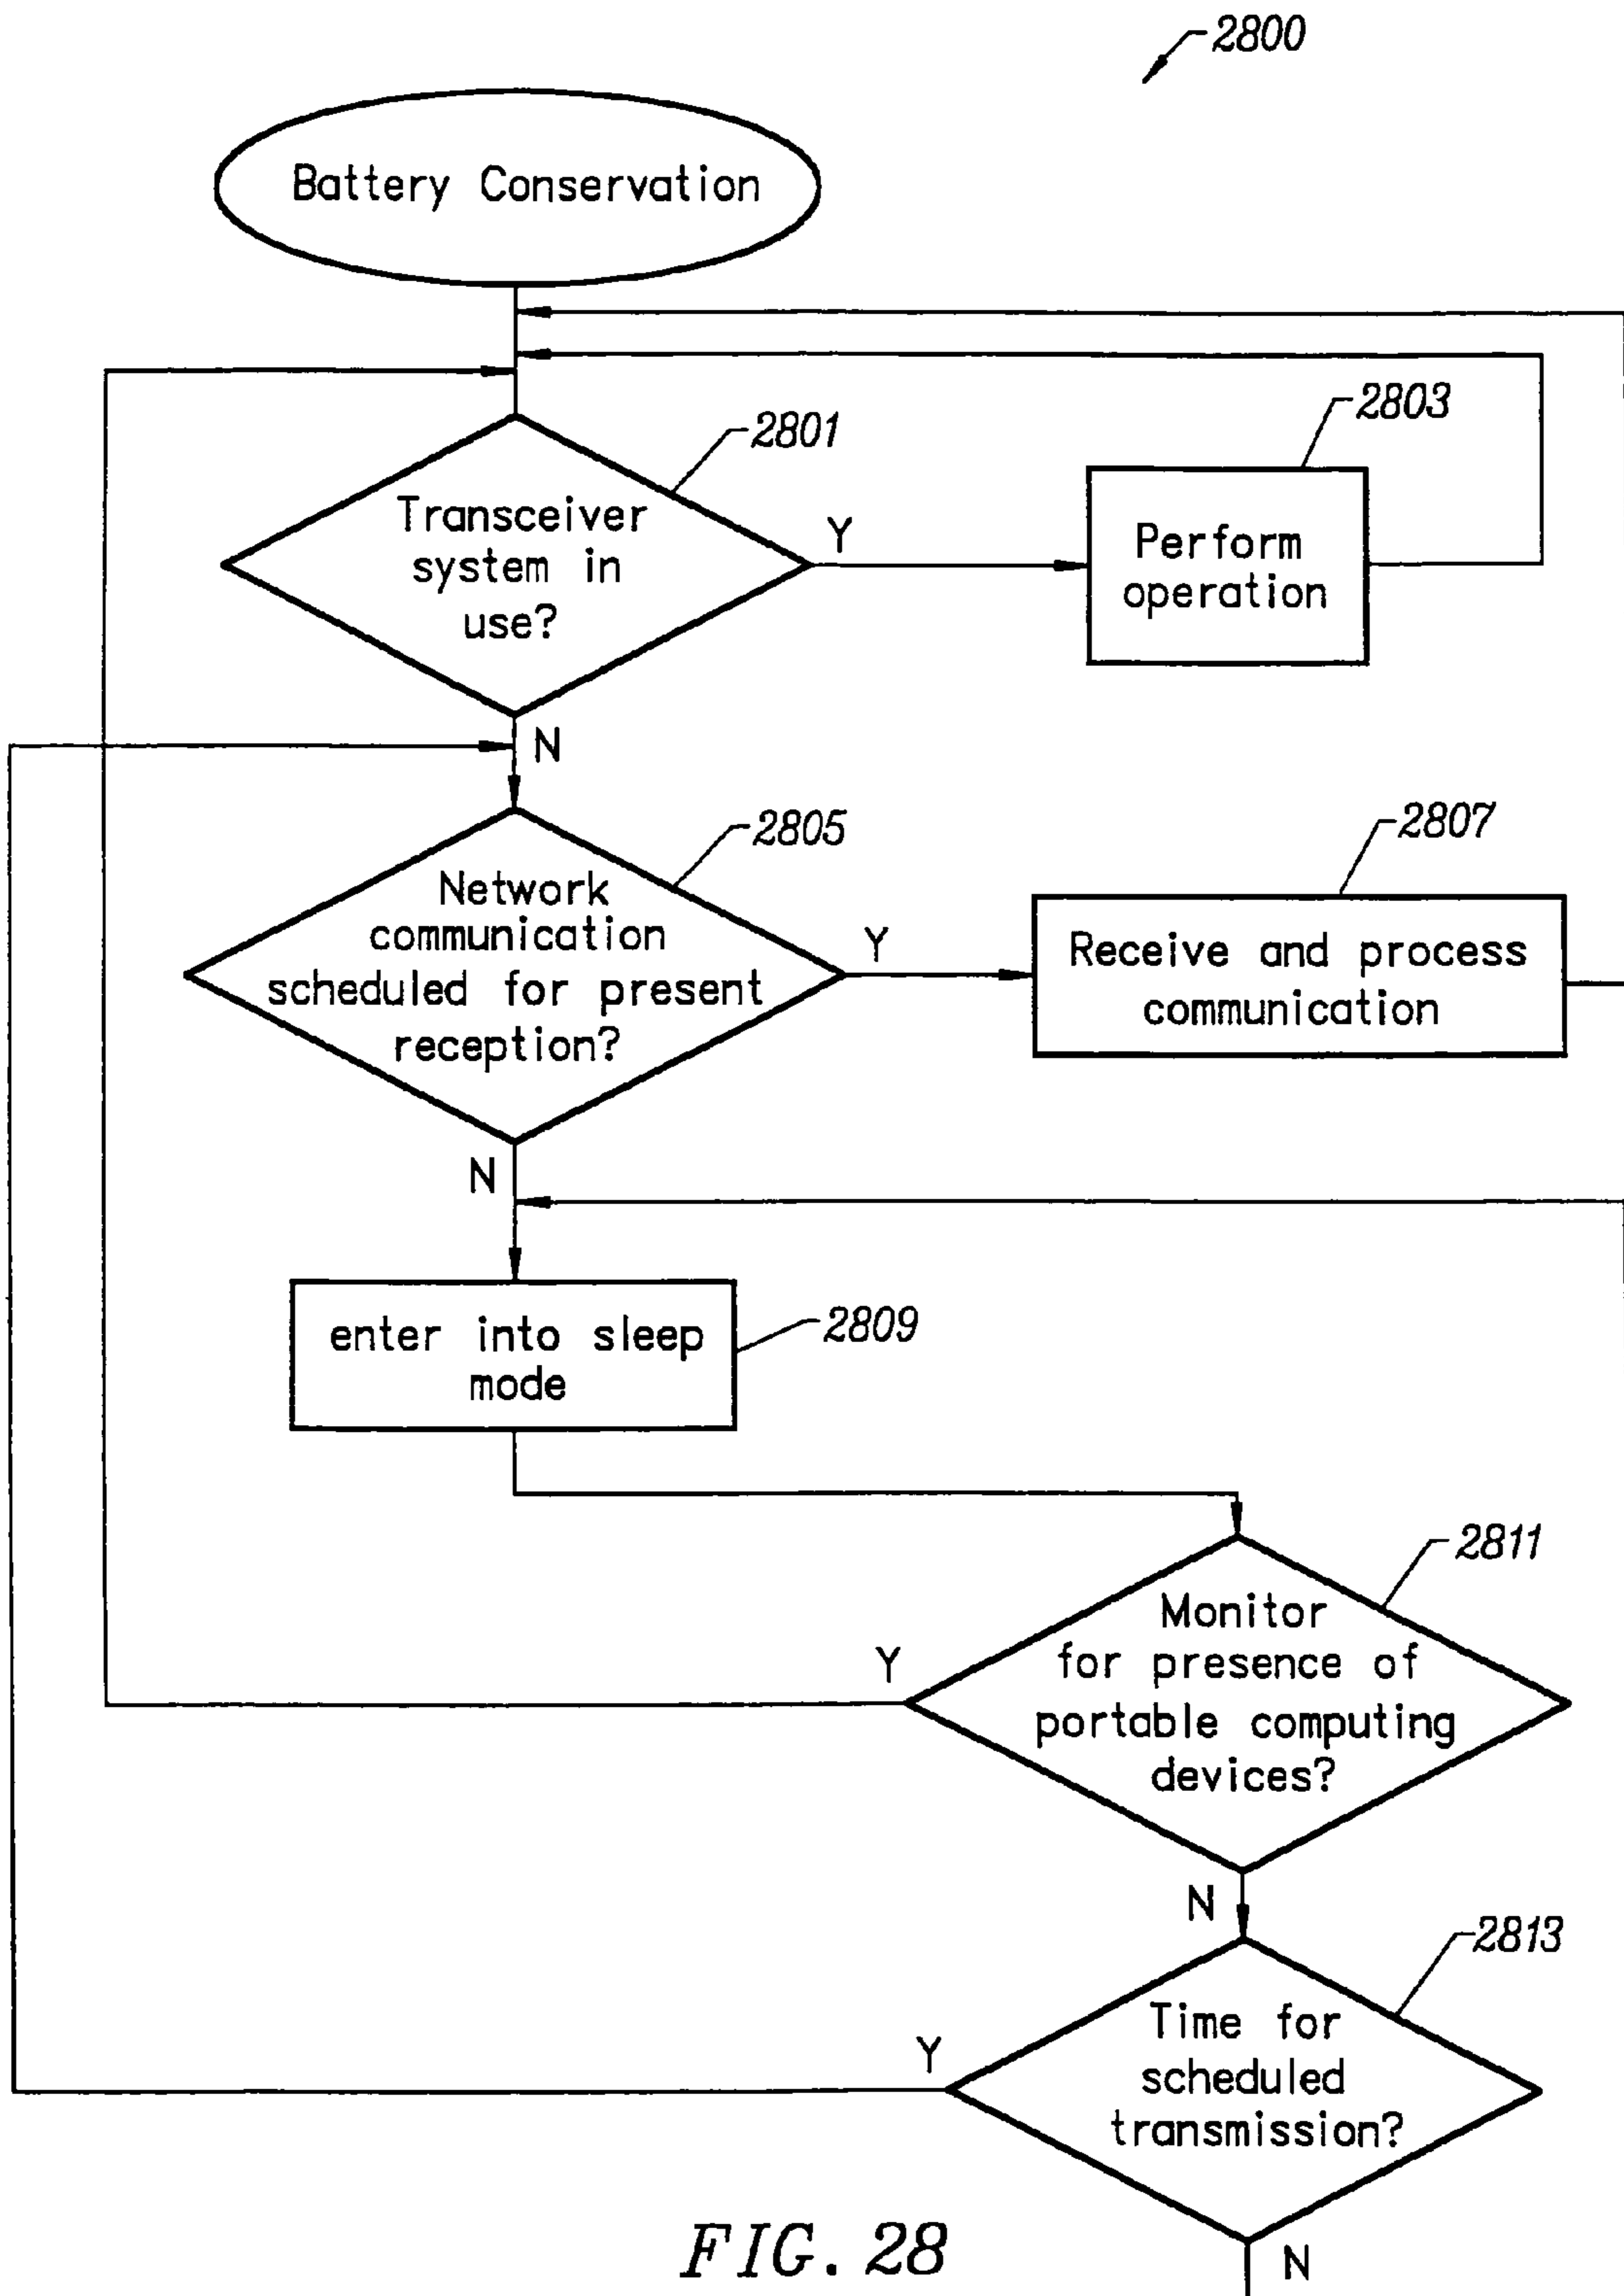 2800
Battery Conservation
2801
Transceiver
system in
use?
Y
2803
Perform
operation
N
2805
Network
communication
scheduled for present
reception?
Y
2807
Receive and process
communication
N
enter into sleep
mode
2809
2811
Monitor
for presence of
portable computing
devices?
Y
N
2813
Time for
scheduled
transmission?
Y
N
FIG. 28